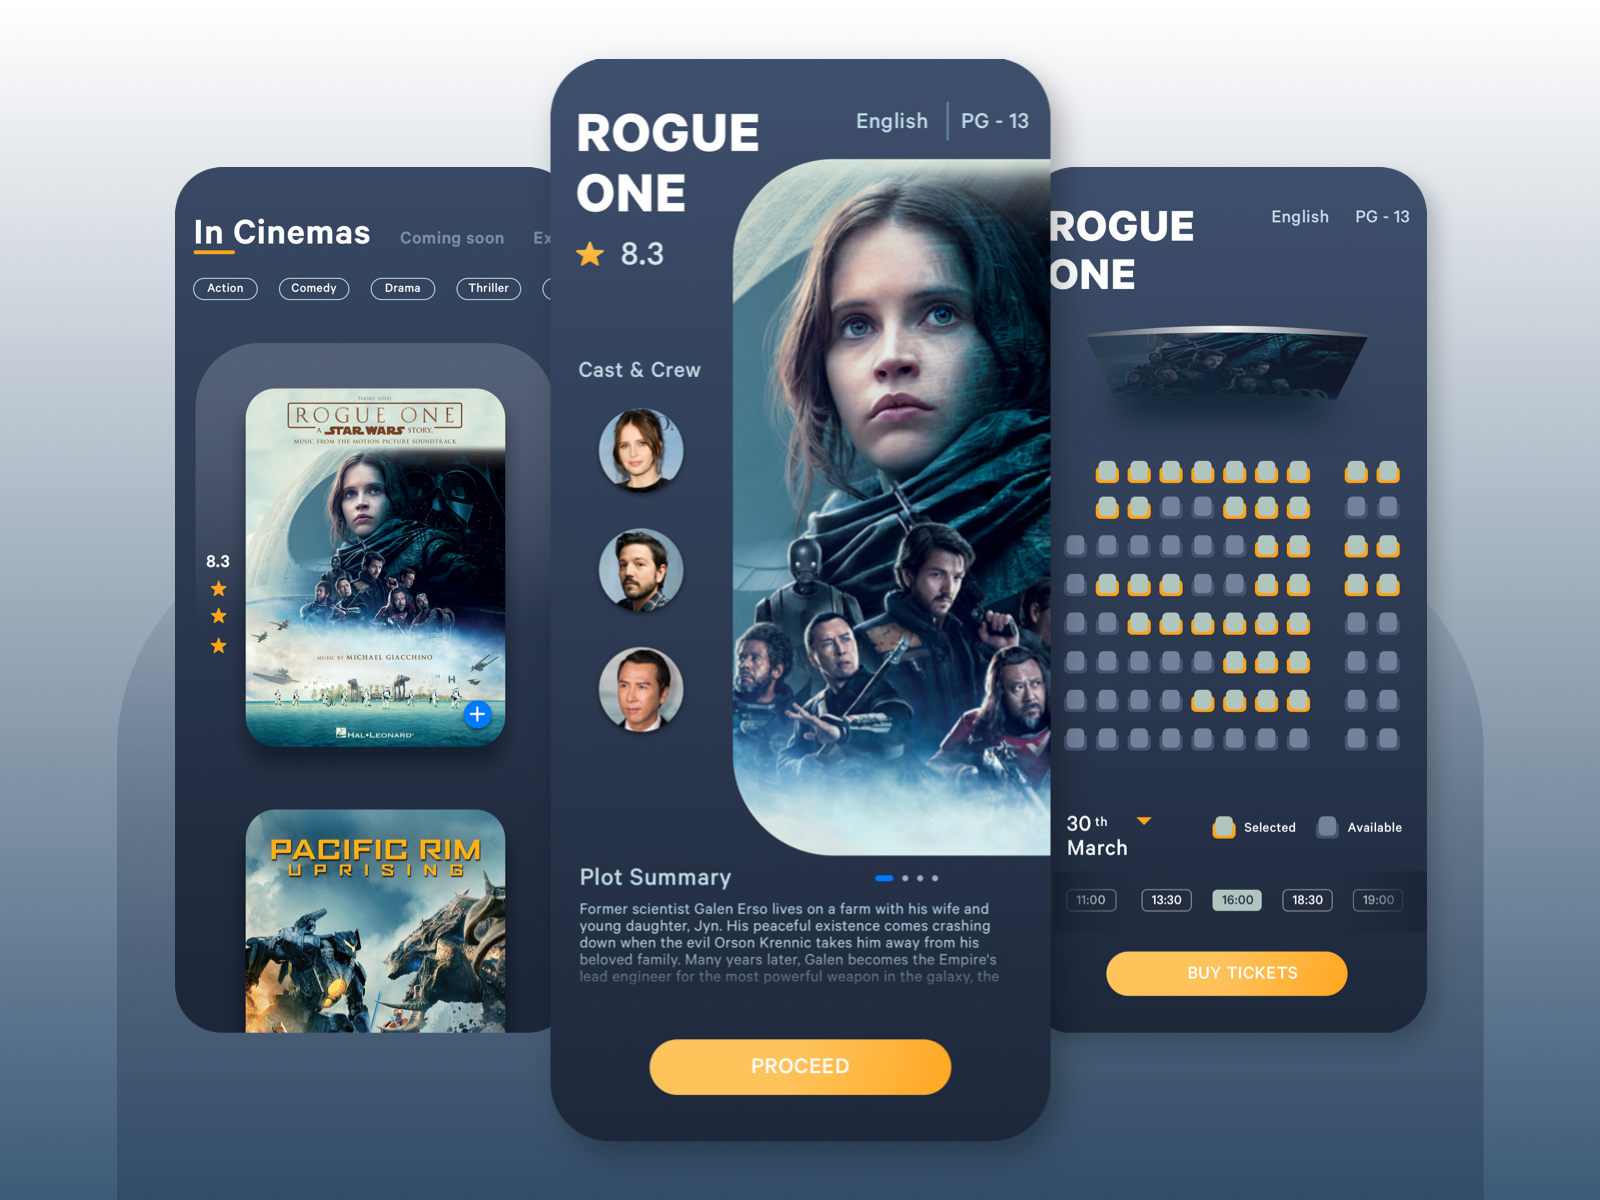 In Cinemas
Coming soon
Ex
Action
Comedy
Drama
Thriller
8.3
PIANO SOLO
ROGUE ONE
A STAR WARS STORY
MUSIC FROM THE MOTION PICTURE SOUNDTRACK
MUSIC BY MICHAEL GIACCHINO
HAL•LEONARD®
PACIFIC RIM
UPRISING
ROGUE
ONE
English
PG - 13
8.3
Cast & Crew
Plot Summary
Former scientist Galen Erso lives on a farm with his wife and
young daughter, Jyn. His peaceful existence comes crashing
down when the evil Orson Krennic takes him away from his
beloved family. Many years later, Galen becomes the Empire's
lead engineer for the most powerful weapon in the galaxy, the
PROCEED
ROGUE
ONE
English
PG - 13
30 th
March
Selected
Available
11:00
13:30
16:00
18:30
19:00
BUY TICKETS